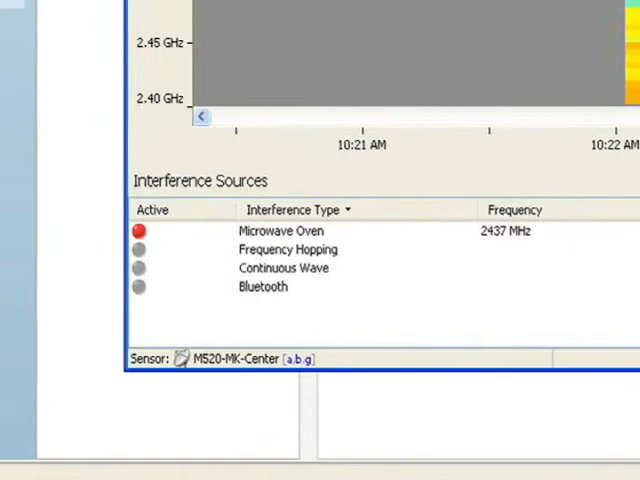 2.45 GHz
2.40 GHz
10:21 AM 10:22 AM
Interference Sources
Active Interference Type Frequency
Microwave Oven 2437 MHz
Frequency Hopping
Continuous Wave
Bluetooth
Sensor: M520-MK-Center [a,b,g]